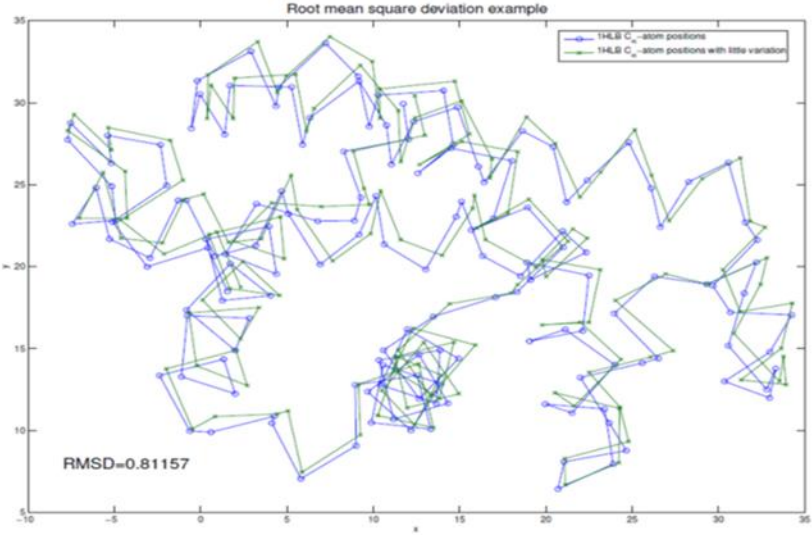 Root mean square deviation example
1HLB Cα-atom positions
1HLB Cα-atom positions with little variation
35
30
25
20
15
10
5
y
RMSD=0.81157
-10 -5 0 5 10 15 20 25 30 35
x